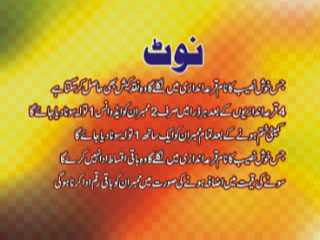 نوٹ
جس خوش نصیب کا نام قرعہ اندازی میں نکلے گا وہ نقد کیش بھی حاصل کر سکتا ہے
4 قرعہ اندازیوں کے بعد ہر ڈرا میں صرف 2 ممبران کو ایڈوانس 1 تولہ سونا دیا جائے گا
کمیٹی ختم ہونے کے بعد تمام ممبران کو ایک ساتھ 1 تولہ سونا دیا جائے گا
جس خوش نصیب کا نام قرعہ اندازی میں نکلے گا وہ باقی اقساط ادا نہیں کرے گا
سونے کی قیمت میں اضافہ ہونے کی صورت میں ممبران کو باقی رقم ادا کرنا ہوگی